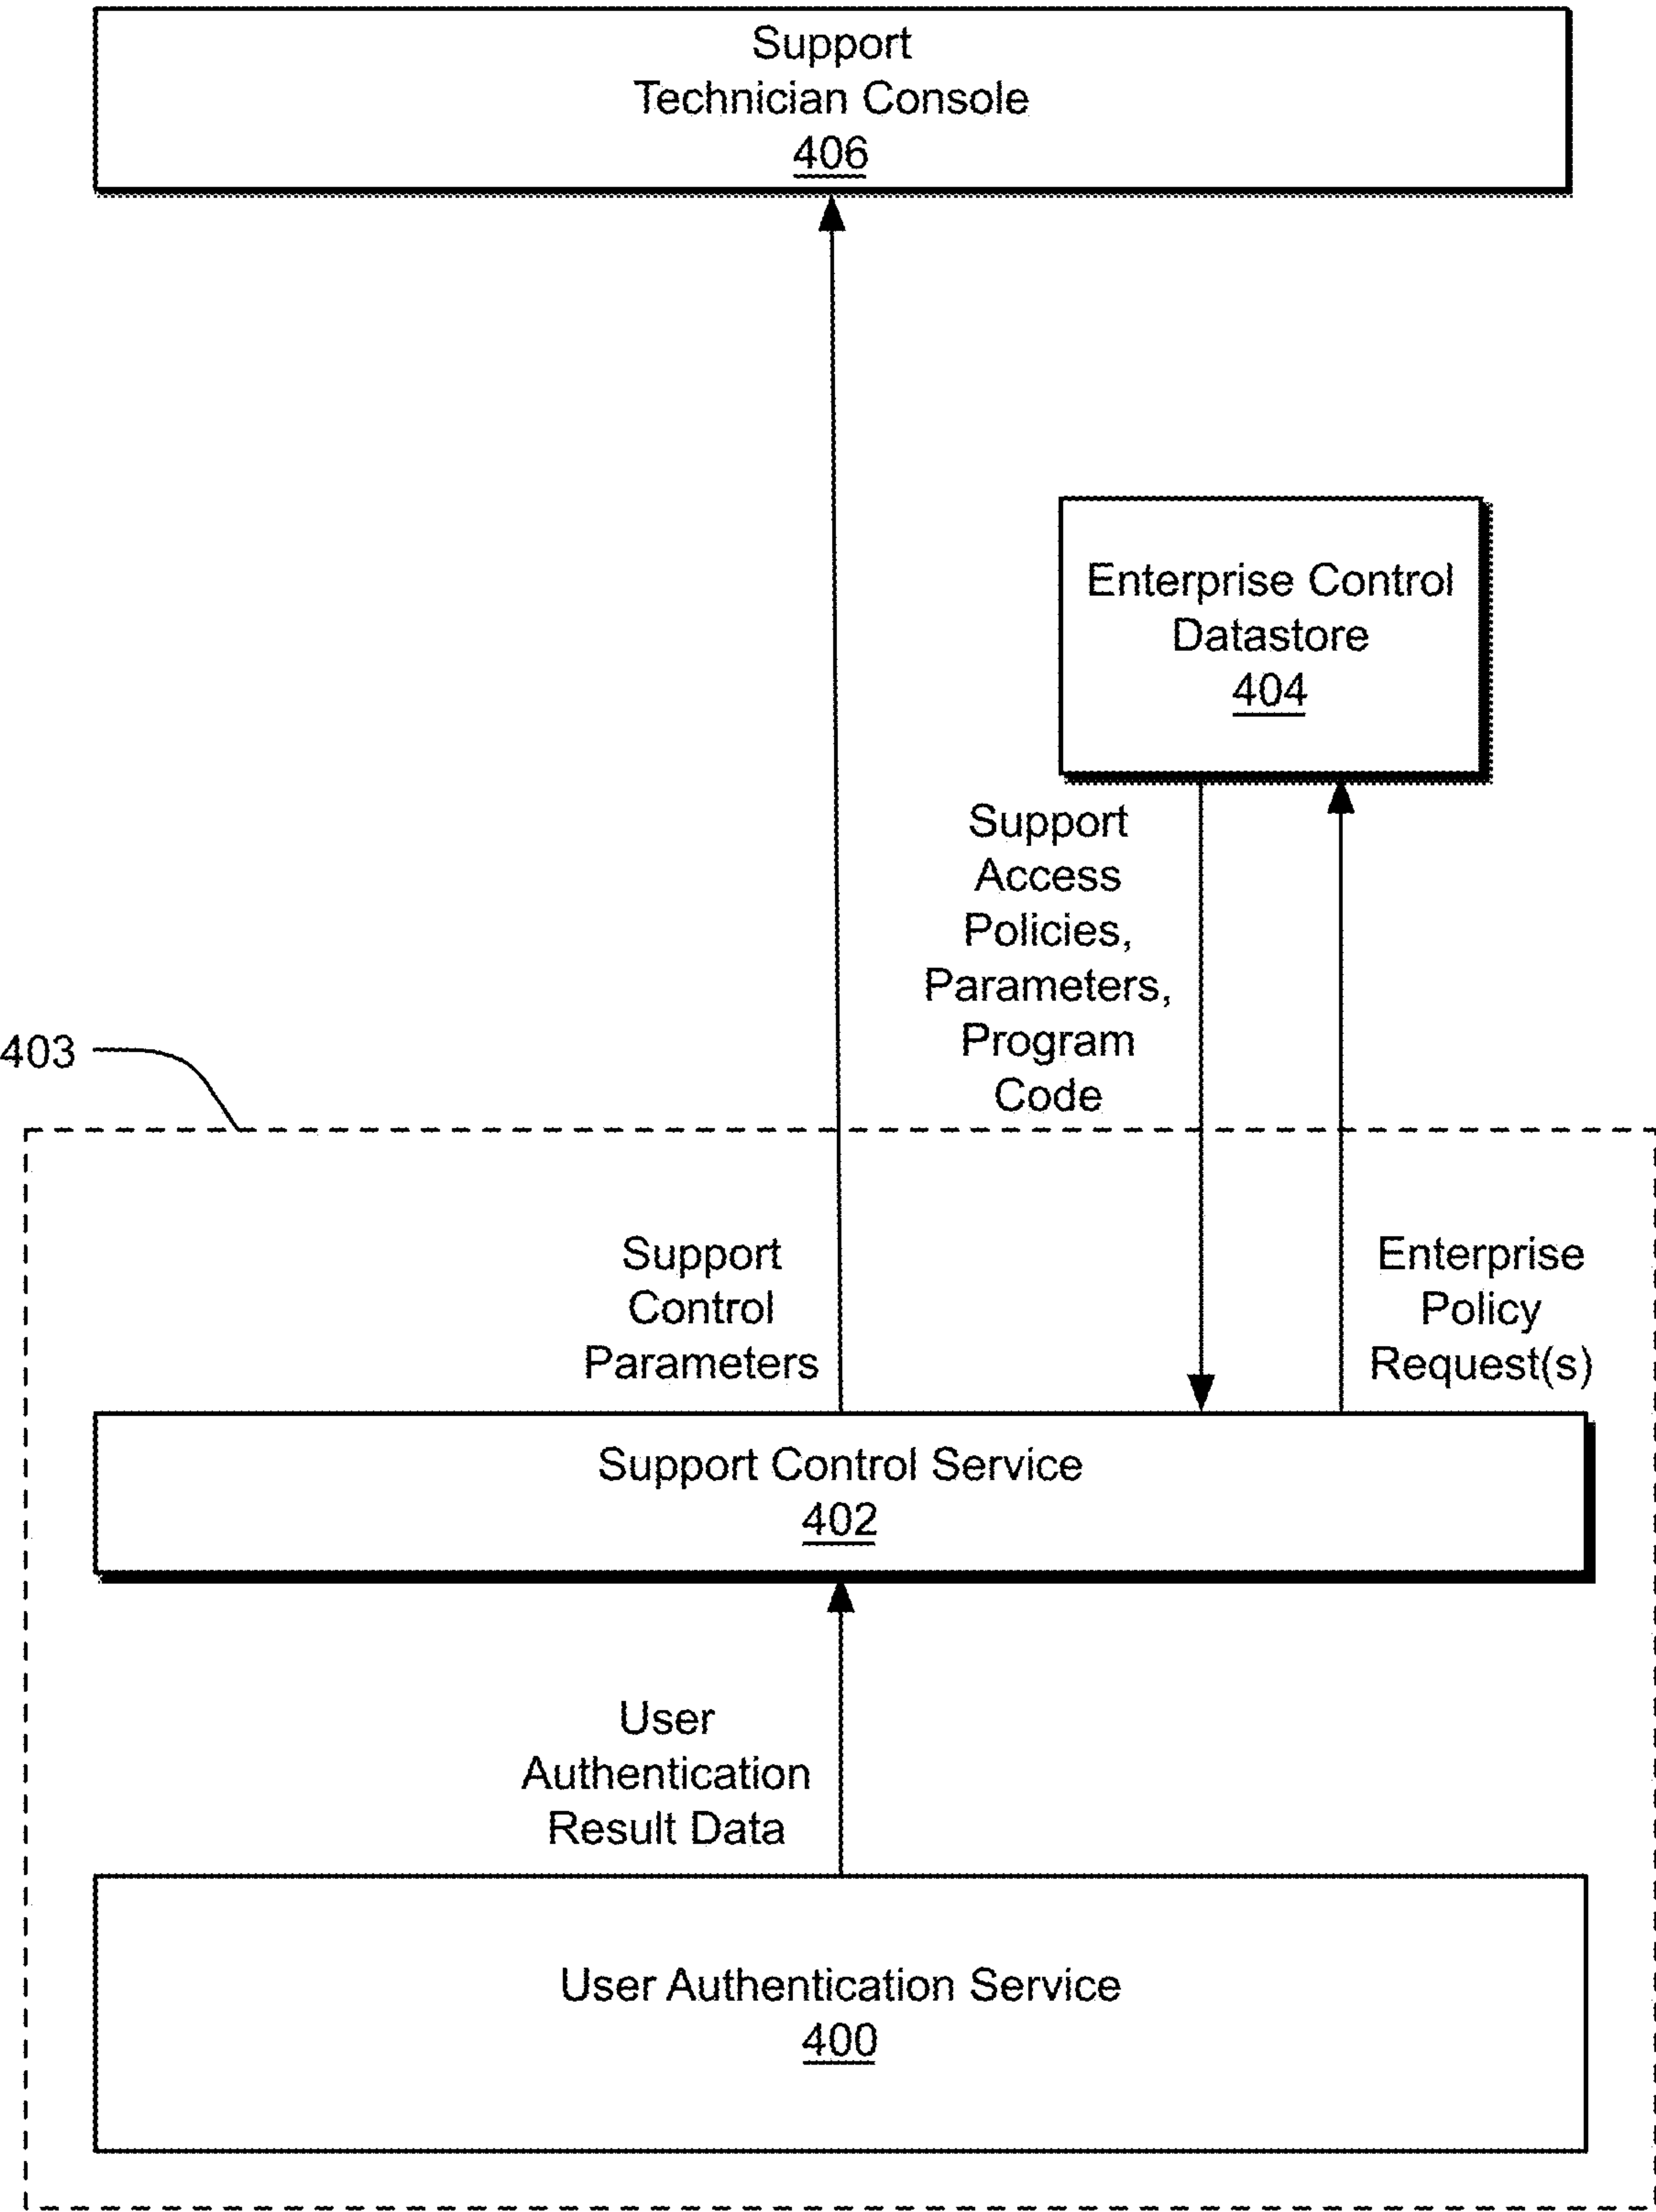 Support
Technician Console
406
Enterprise Control
Datastore
404
Support
Access
Policies,
Parameters,
Program
Code
403
Support
Control
Parameters
Enterprise
Policy
Request(s)
Support Control Service
402
User
Authentication
Result Data
User Authentication Service
400